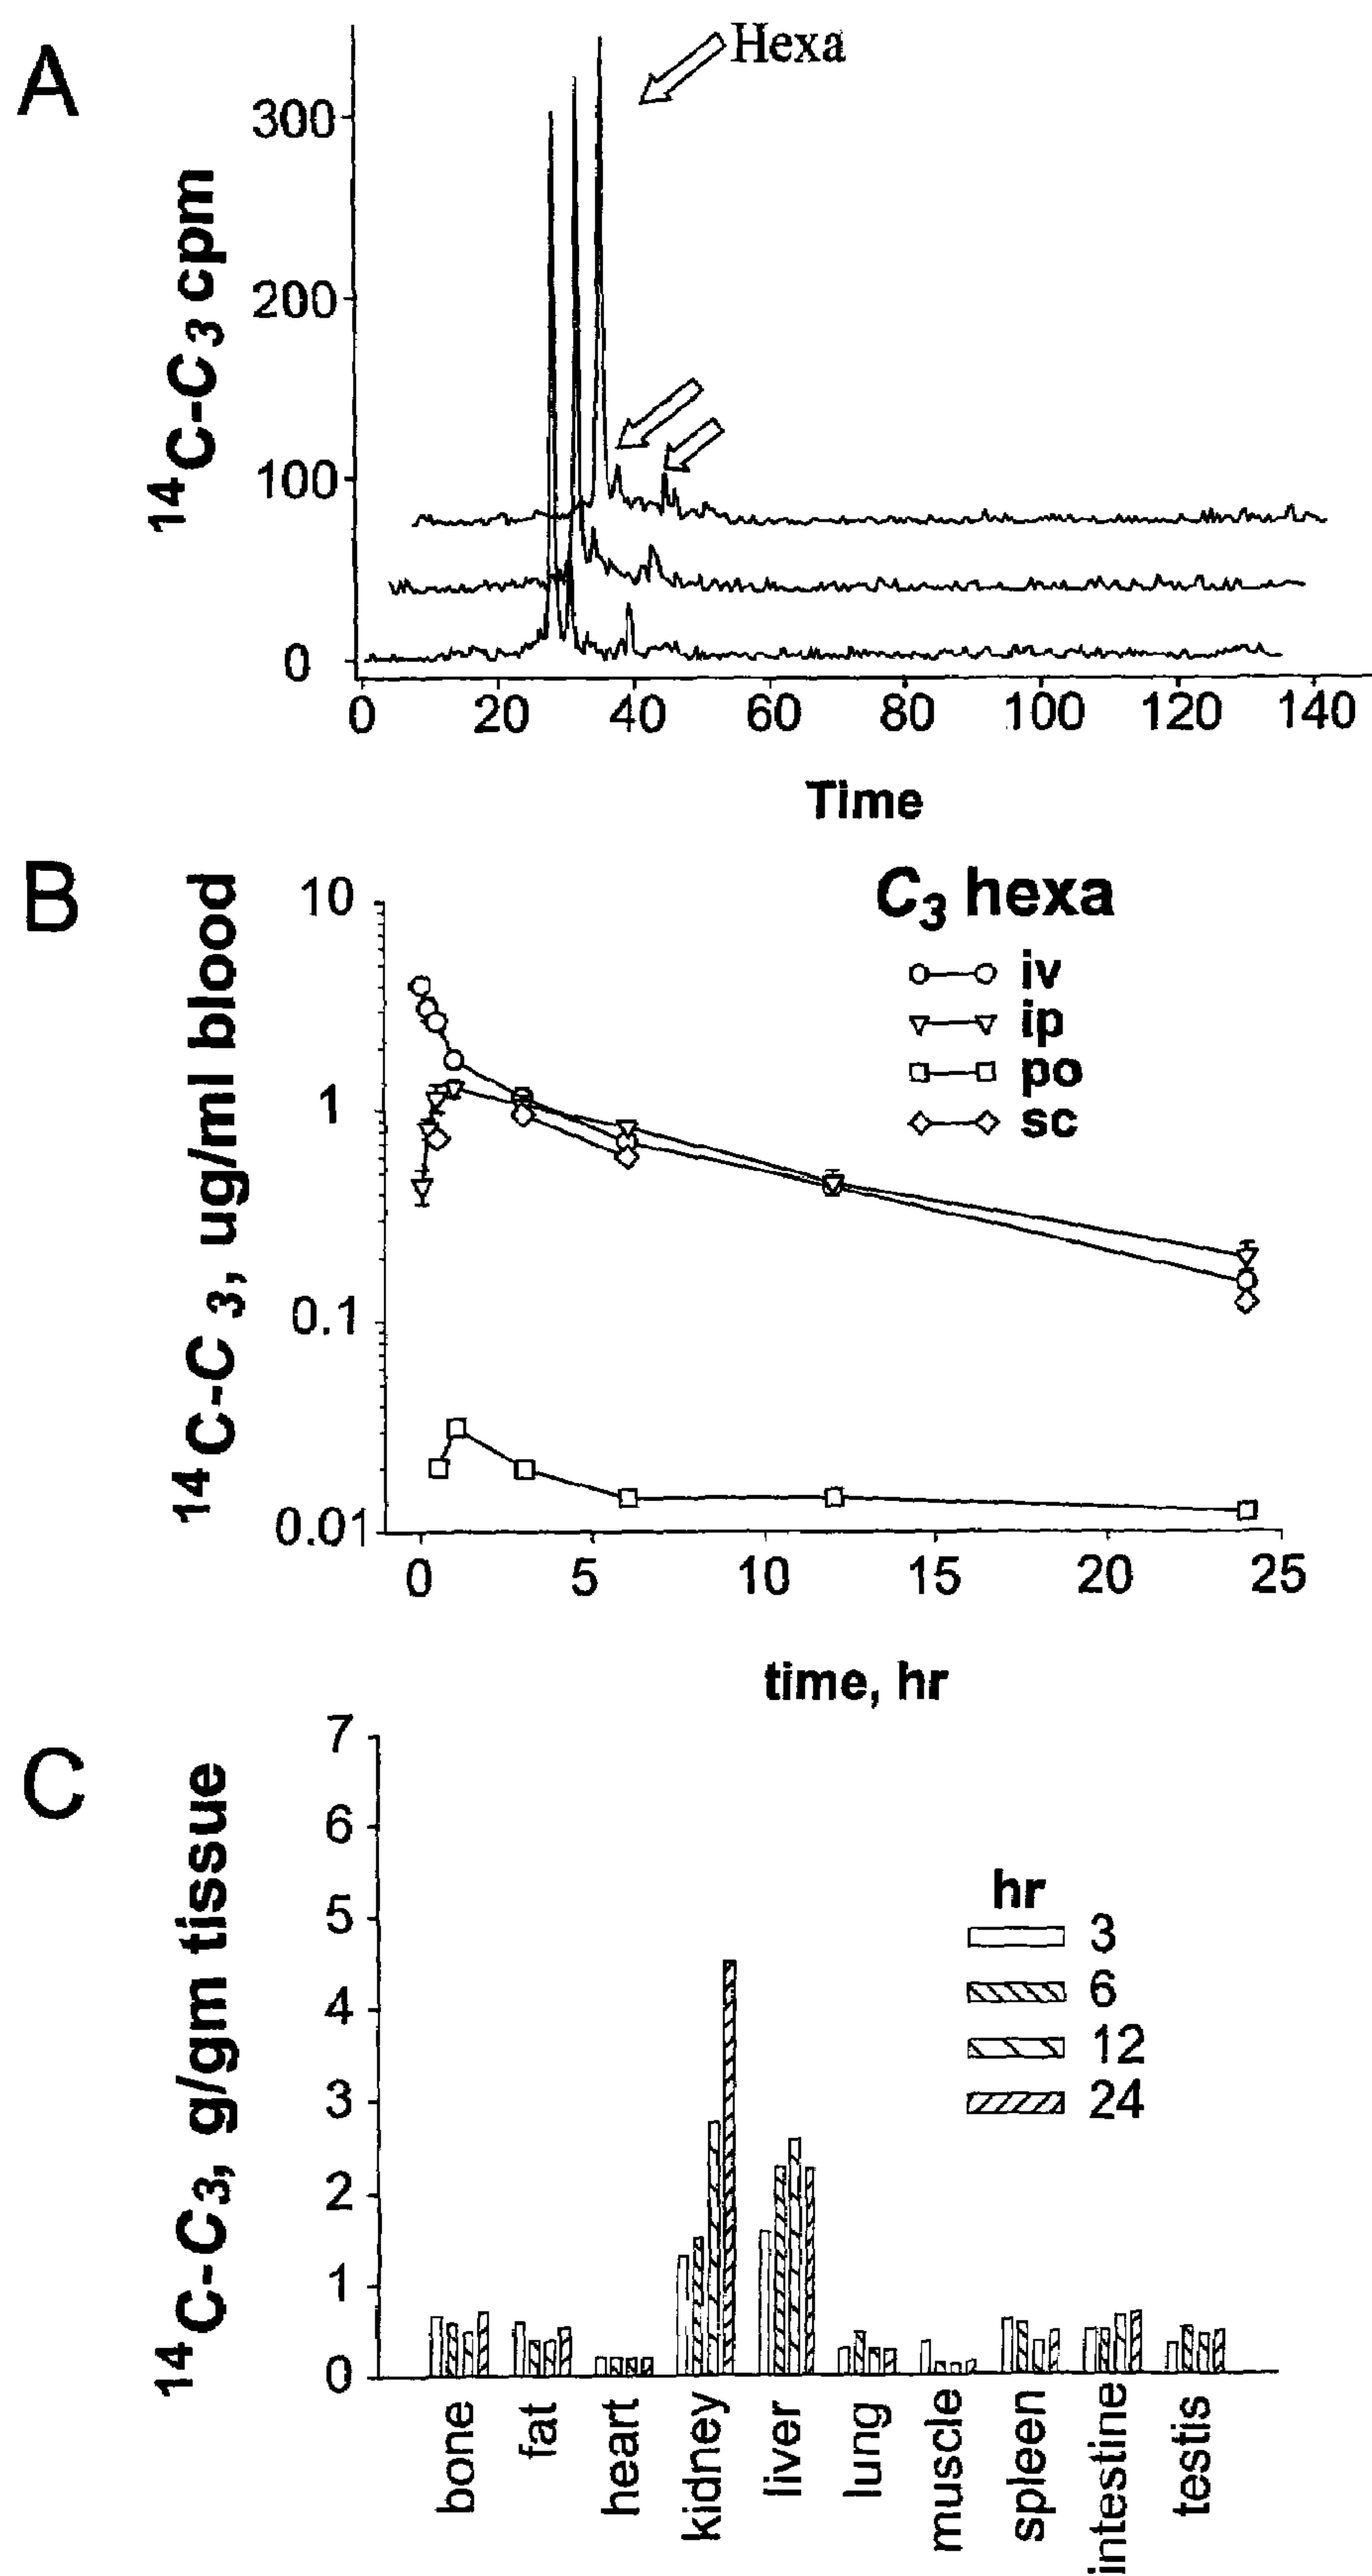 A
Hexa
300
200
100
0
¹⁴C-C₃ cpm
0 20 40 60 80 100 120 140
Time
B
C₃ hexa
iv
ip
po
sc
10
1
0.1
0.01
¹⁴C-C₃, ug/ml blood
0 5 10 15 20 25
time, hr
C
7
6
5
4
3
2
1
0
¹⁴C-C₃, g/gm tissue
hr
3
6
12
24
bone
fat
heart
kidney
liver
lung
muscle
spleen
intestine
testis